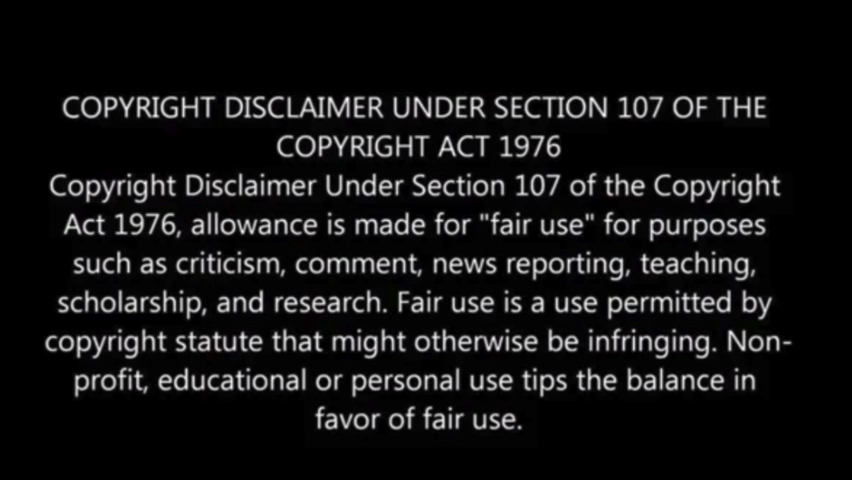 COPYRIGHT DISCLAIMER UNDER SECTION 107 OF THE
COPYRIGHT ACT 1976
Copyright Disclaimer Under Section 107 of the Copyright
Act 1976, allowance is made for "fair use" for purposes
such as criticism, comment, news reporting, teaching,
scholarship, and research. Fair use is a use permitted by
copyright statute that might otherwise be infringing. Non-
profit, educational or personal use tips the balance in
favor of fair use.